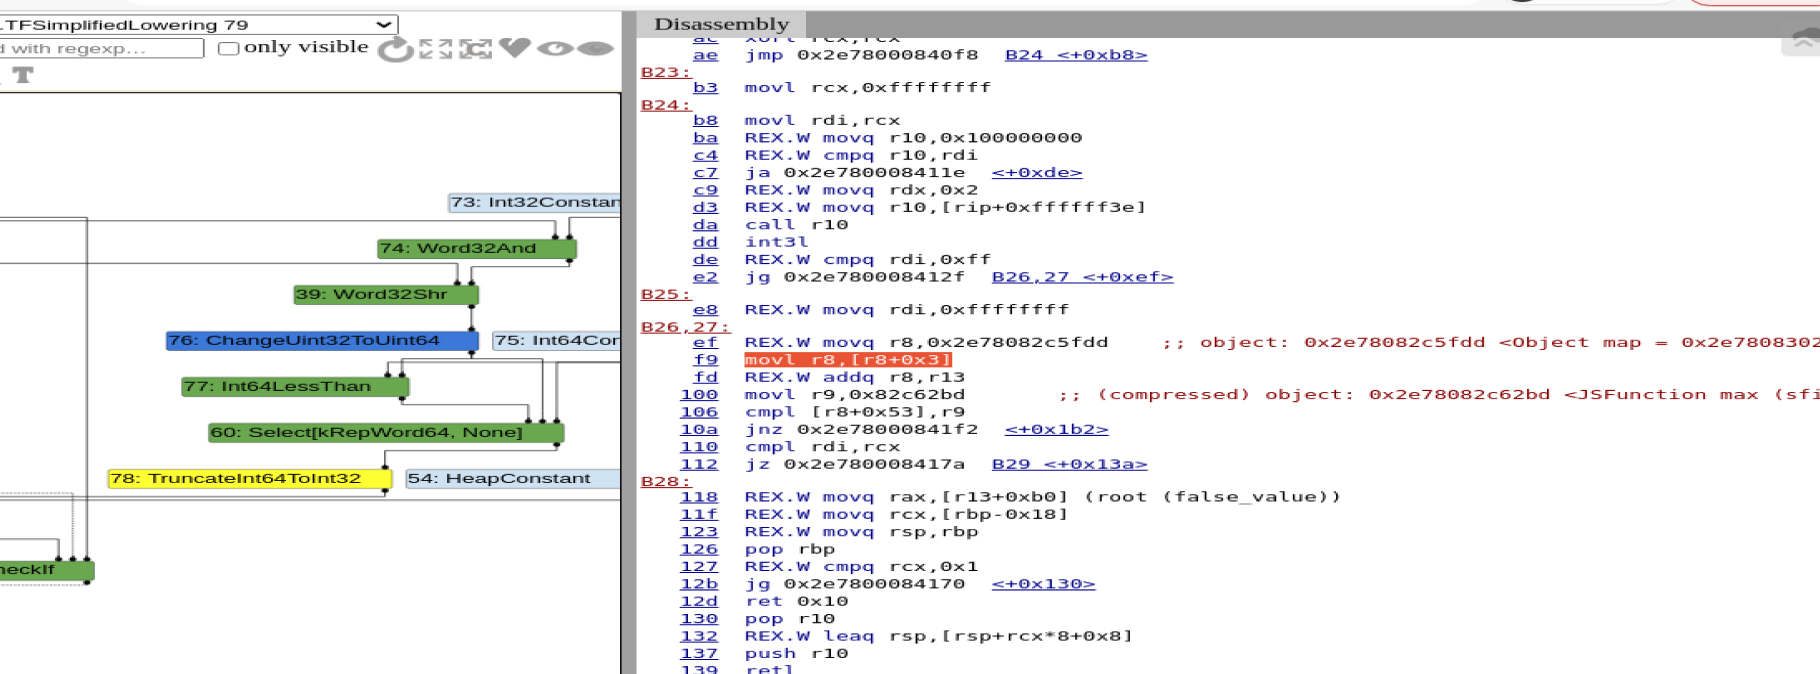 .TFSimplifiedLowering 79
d with regexp...
only visible
T
73: Int32Constan
74: Word32And
39: Word32Shr
76: ChangeUint32ToUint64
75: Int64Con
77: Int64LessThan
60: Select[kRepWord64, None]
78: TruncateInt64ToInt32
54: HeapConstant
heckIf
Disassembly
ac xorl rcx,rcx
ae jmp 0x2e78000840f8 B24 <+0xb8>
B23:
b3 movl rcx,0xffffffff
B24:
b8 movl rdi,rcx
ba REX.W movq r10,0x100000000
c4 REX.W cmpq r10,rdi
c7 ja 0x2e780008411e <+0xde>
c9 REX.W movq rdx,0x2
d3 REX.W movq r10,[rip+0xffffff3e]
da call r10
dd int3l
de REX.W cmpq rdi,0xff
e2 jg 0x2e780008412f B26,27 <+0xef>
B25:
e8 REX.W movq rdi,0xffffffff
B26,27:
ef REX.W movq r8,0x2e78082c5fdd ;; object: 0x2e78082c5fdd <Object map = 0x2e7808302
f9 movl r8,[r8+0x3]
fd REX.W addq r8,r13
100 movl r9,0x82c62bd ;; (compressed) object: 0x2e78082c62bd <JSFunction max (sfi
106 cmpl [r8+0x53],r9
10a jnz 0x2e78000841f2 <+0x1b2>
110 cmpl rdi,rcx
112 jz 0x2e780008417a B29 <+0x13a>
B28:
118 REX.W movq rax,[r13+0xb0] (root (false_value))
11f REX.W movq rcx,[rbp-0x18]
123 REX.W movq rsp,rbp
126 pop rbp
127 REX.W cmpq rcx,0x1
12b jg 0x2e7800084170 <+0x130>
12d ret 0x10
130 pop r10
132 REX.W leaq rsp,[rsp+rcx*8+0x8]
137 push r10
139 retl